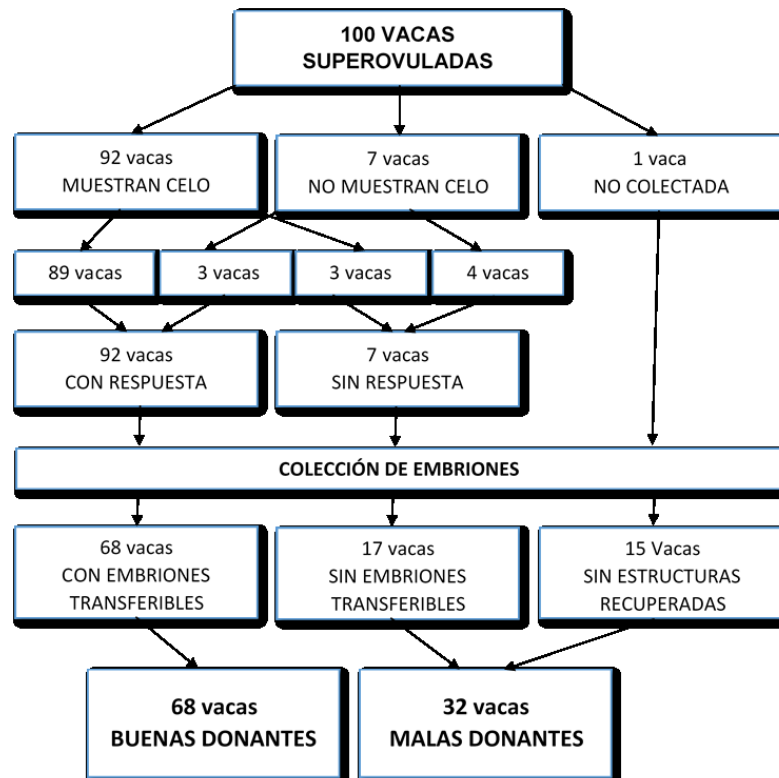 100 VACAS
SUPEROVULADAS
92 vacas
MUESTRAN CELO
7 vacas
NO MUESTRAN CELO
1 vaca
NO COLECTADA
89 vacas
3 vacas
3 vacas
4 vacas
92 vacas
CON RESPUESTA
7 vacas
SIN RESPUESTA
COLECCIÓN DE EMBRIONES
68 vacas
CON EMBRIONES
TRANSFERIBLES
17 vacas
SIN EMBRIONES
TRANSFERIBLES
15 Vacas
SIN ESTRUCTURAS
RECUPERADAS
68 vacas
BUENAS DONANTES
32 vacas
MALAS DONANTES